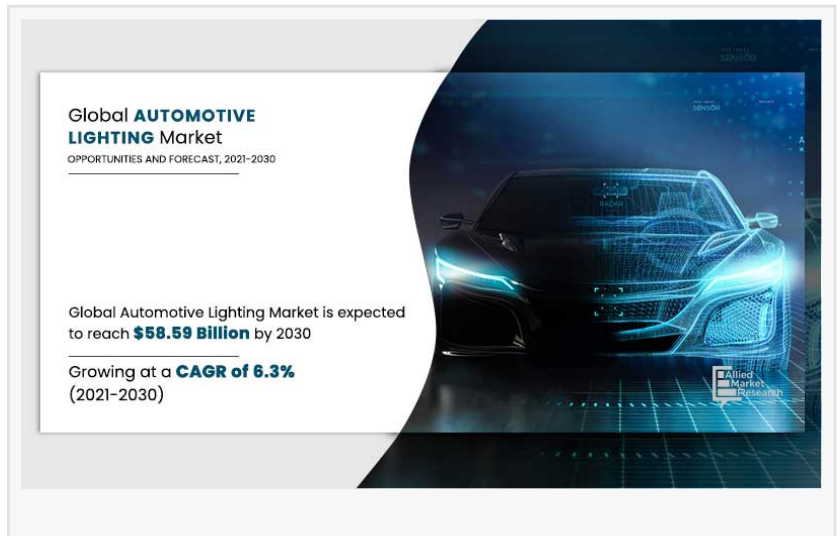 Global AUTOMOTIVE
LIGHTING Market
OPPORTUNITIES AND FORECAST, 2021-2030
Global Automotive Lighting Market is expected
to reach $58.59 Billion by 2030
Growing at a CAGR of 6.3%
(2021-2030)
SENSOR
SENSOR
RADAR
Allied
Market
Research